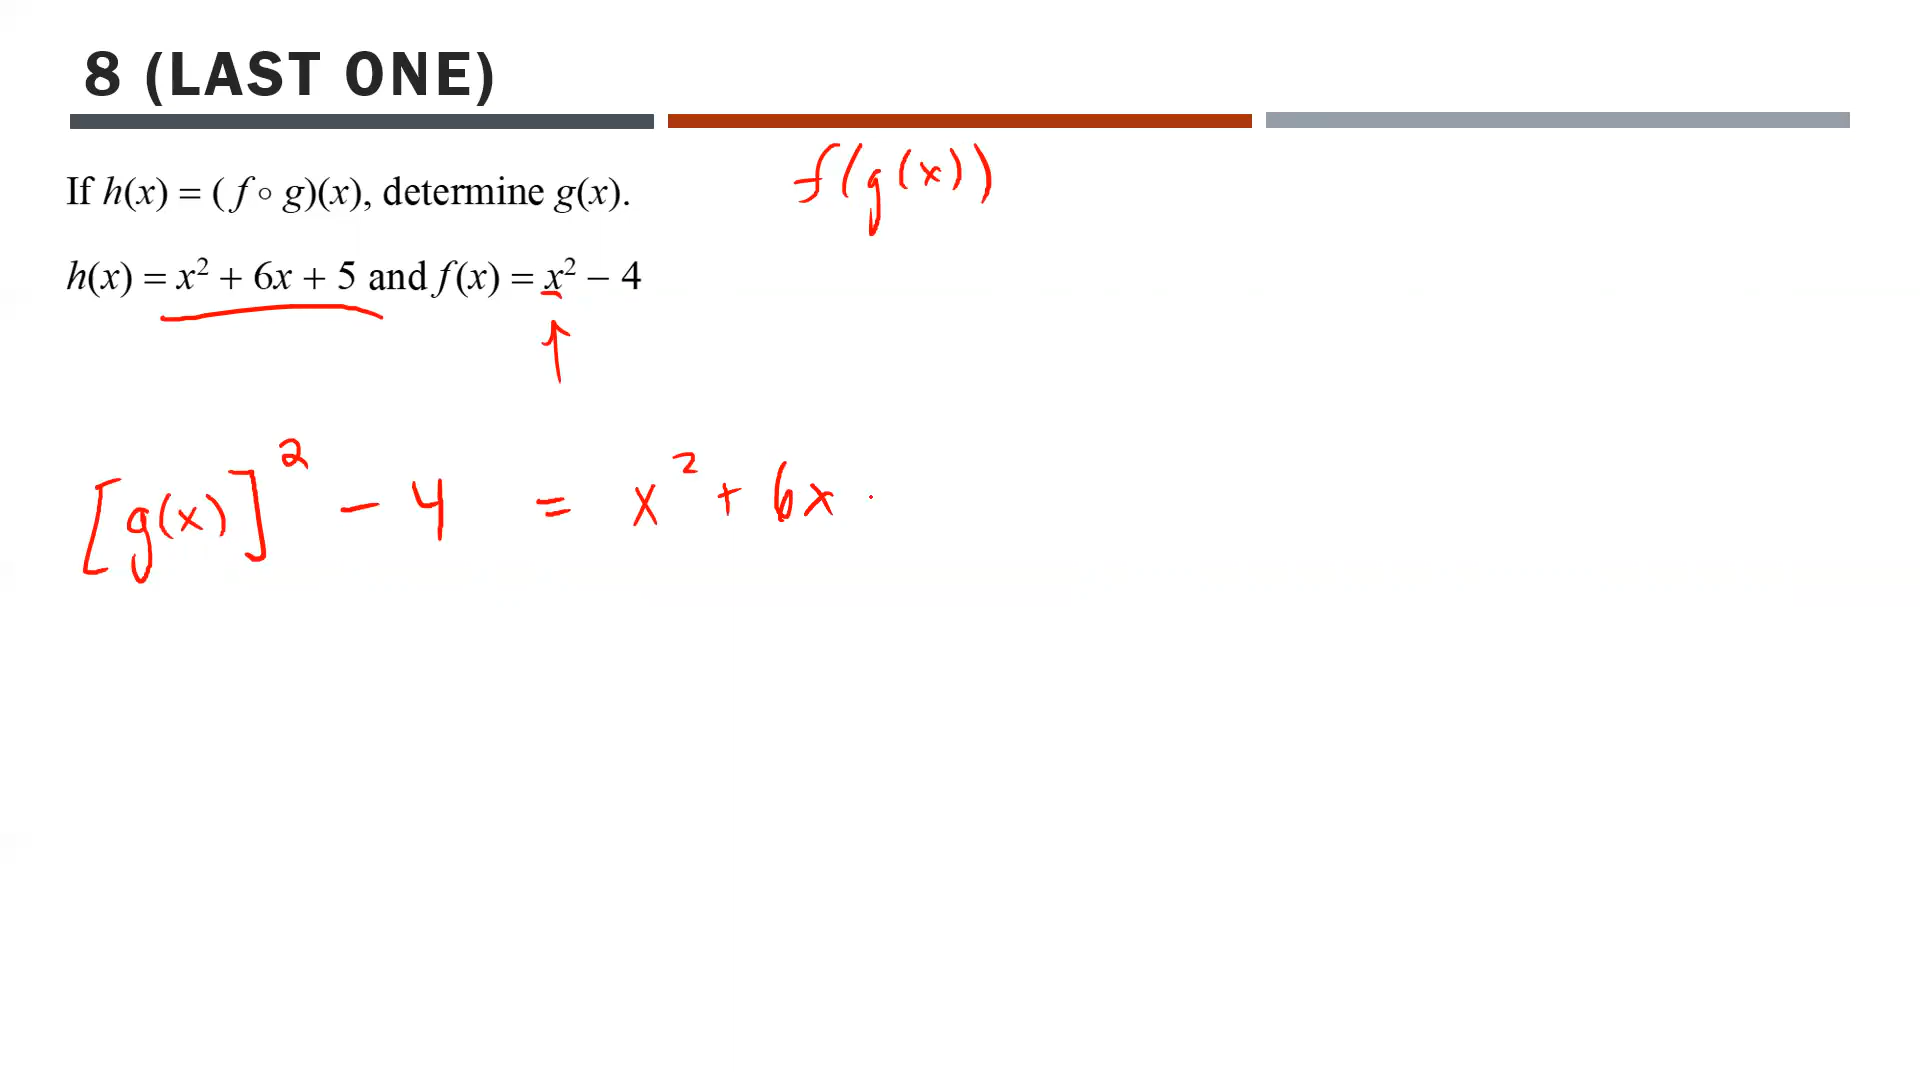 8 (LAST ONE)
f(g(x))
If h(x) = ( f ∘ g)(x), determine g(x).
h(x) = x² + 6x + 5 and f(x) = x² − 4
[g(x)]² − 4 = x² + 6x